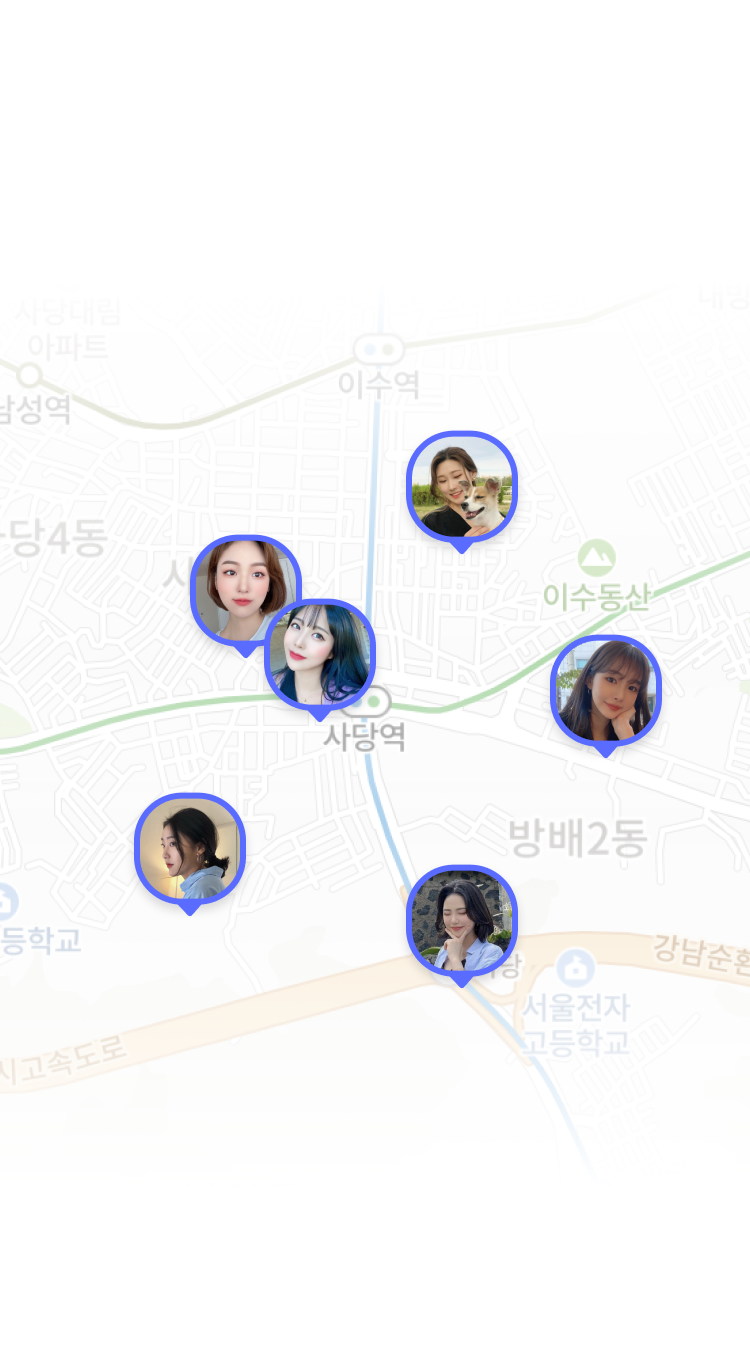 사당대림
아파트
이수역
남성역
당4동
이수동산
사당역
방배2동
등학교
강남순환
서울전자
고등학교
시고속도로